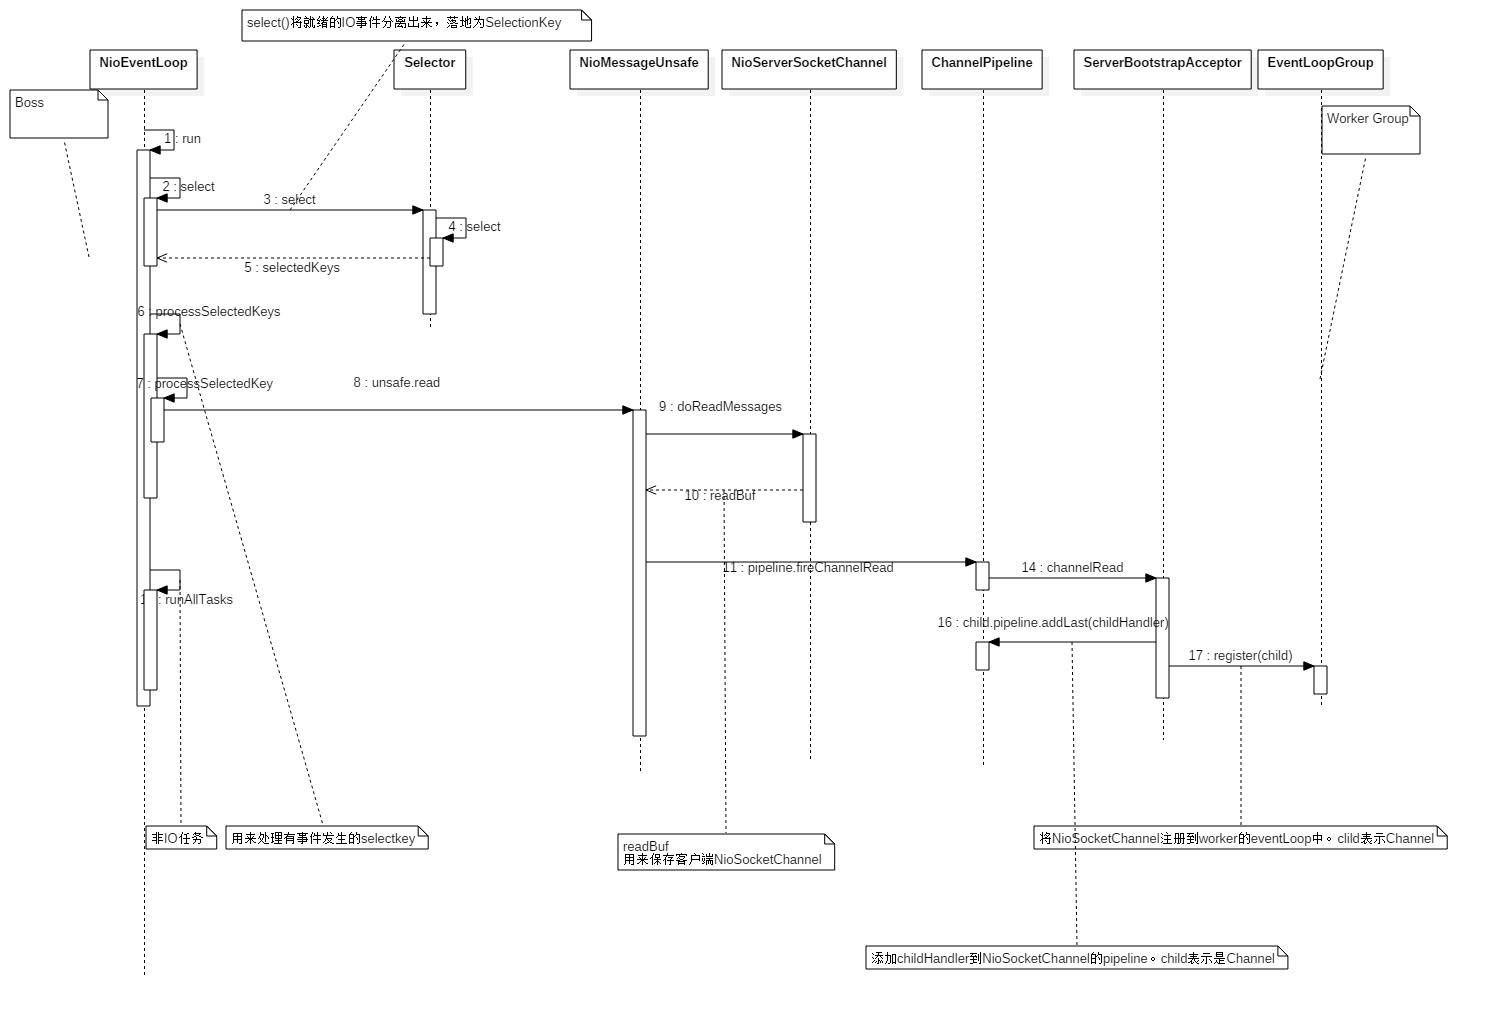 select()将就绪的IO事件分离出来，落地为SelectionKey
NioEventLoop
Selector
NioMessageUnsafe
NioServerSocketChannel
ChannelPipeline
ServerBootstrapAcceptor
EventLoopGroup
Boss
Worker Group
1 : run
2 : select
3 : select
4 : select
5 : selectedKeys
6 : processSelectedKeys
7 : processSelectedKey
8 : unsafe.read
9 : doReadMessages
10 : readBuf
11 : pipeline.fireChannelRead
14 : channelRead
: runAllTasks
16 : child.pipeline.addLast(childHandler)
17 : register(child)
非IO任务
用来处理有事件发生的selectkey
readBuf
用来保存客户端NioSocketChannel
将NioSocketChannel注册到worker的eventLoop中。clild表示Channel
添加childHandler到NioSocketChannel的pipeline。child表示是Channel